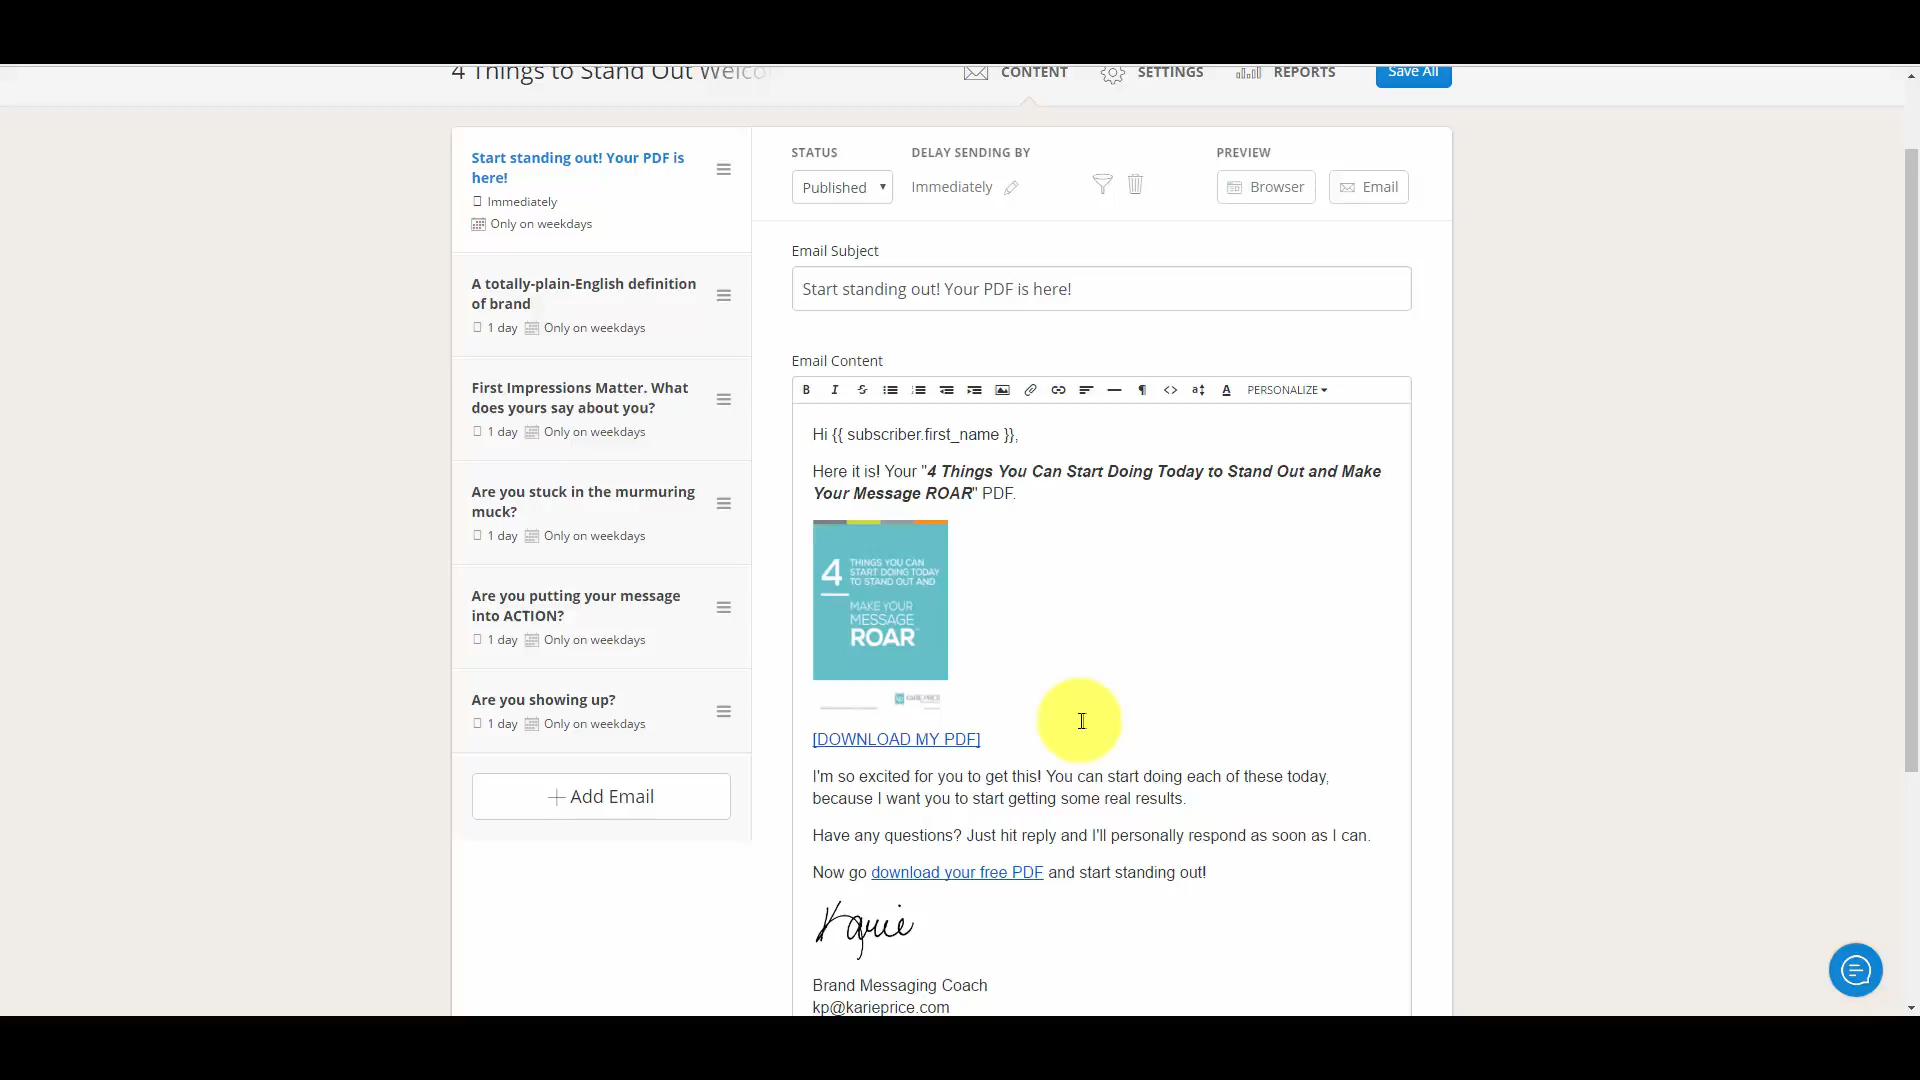 4 Things to Stand Out Welco
CONTENT
SETTINGS
REPORTS
Save All
Start standing out! Your PDF is
here!
Immediately
Only on weekdays
A totally-plain-English definition
of brand
1 day Only on weekdays
First Impressions Matter. What
does yours say about you?
1 day Only on weekdays
Are you stuck in the murmuring
muck?
1 day Only on weekdays
Are you putting your message
into ACTION?
1 day Only on weekdays
Are you showing up?
1 day Only on weekdays
Add Email
STATUS
DELAY SENDING BY
PREVIEW
Published
Immediately
Browser
Email
Email Subject
Start standing out! Your PDF is here!
Email Content
B I S A PERSONALIZE
Hi {{ subscriber.first_name }},
Here it is! Your "4 Things You Can Start Doing Today to Stand Out and Make
Your Message ROAR" PDF.
4 THINGS YOU CAN
START DOING TODAY
TO STAND OUT AND
MAKE YOUR
MESSAGE
ROAR
KARIE PRICE
[DOWNLOAD MY PDF]
I'm so excited for you to get this! You can start doing each of these today,
because I want you to start getting some real results.
Have any questions? Just hit reply and I'll personally respond as soon as I can.
Now go download your free PDF and start standing out!
Karie
Brand Messaging Coach
kp@karieprice.com